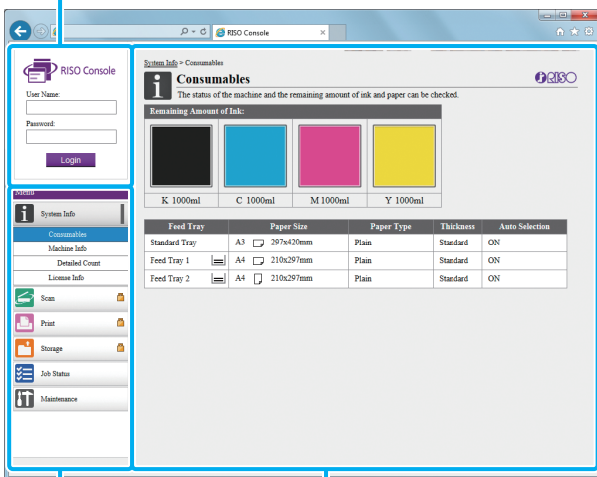 RISO Console
RISO Console
User Name:
Password:
Login
Menu
System Info
Consumables
Machine Info
Detailed Count
License Info
Scan
Print
Storage
Job Status
Maintenance
System Info > Consumables
Consumables
RISO
The status of the machine and the remaining amount of ink and paper can be checked.
Remaining Amount of Ink:
K 1000ml C 1000ml M 1000ml Y 1000ml
Feed Tray Paper Size Paper Type Thickness Auto Selection
Standard Tray A3 297x420mm Plain Standard ON
Feed Tray 1 A4 210x297mm Plain Standard ON
Feed Tray 2 A4 210x297mm Plain Standard ON